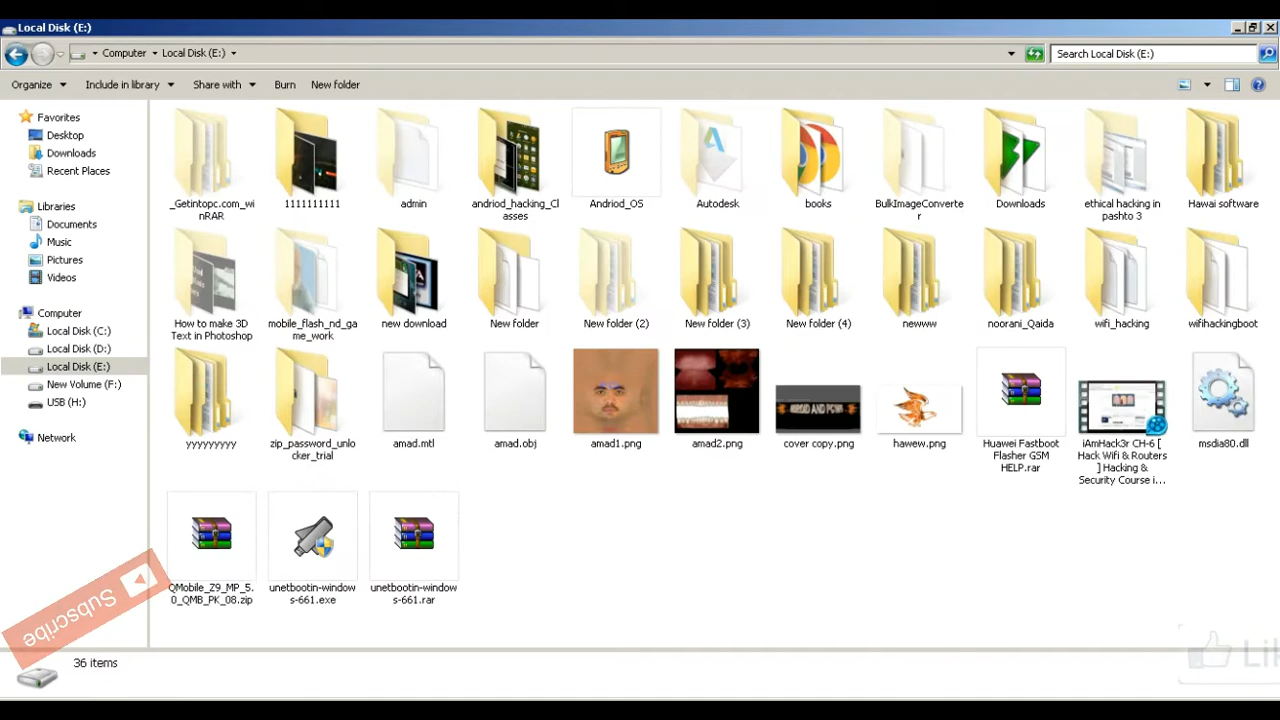 Local Disk (E:)
Computer Local Disk (E:)
Search Local Disk (E:)
Organize Include in library Share with Burn New folder
Favorites
Desktop
Downloads
Recent Places
Libraries
Documents
Music
Pictures
Videos
Computer
Local Disk (C:)
Local Disk (D:)
Local Disk (E:)
New Volume (F:)
USB (H:)
Network
_Getintopc.com_wi
nRAR
1111111111
admin
andriod_hacking_Cl
asses
Andriod_OS
Autodesk
books
BulkImageConverte
r
Downloads
ethical hacking in
pashto 3
Hawai software
How to make 3D
Text in Photoshop
mobile_flash_nd_ga
me_work
new download
New folder
New folder (2)
New folder (3)
New folder (4)
newww
noorani_Qaida
wifi_hacking
wifihackingboot
yyyyyyyyy
zip_password_unlo
cker_trial
amad.mtl
amad.obj
amad1.png
amad2.png
cover copy.png
hawew.png
Huawei Fastboot
Flasher GSM
HELP.rar
iAmHack3r CH-6 [
Hack Wifi & Routers
] Hacking &
Security Course i...
msdia80.dll
QMobile_Z9_MP_5.
0_QMB_PK_08.zip
unetbootin-window
s-661.exe
unetbootin-window
s-661.rar
Subscribe
36 items
Lik